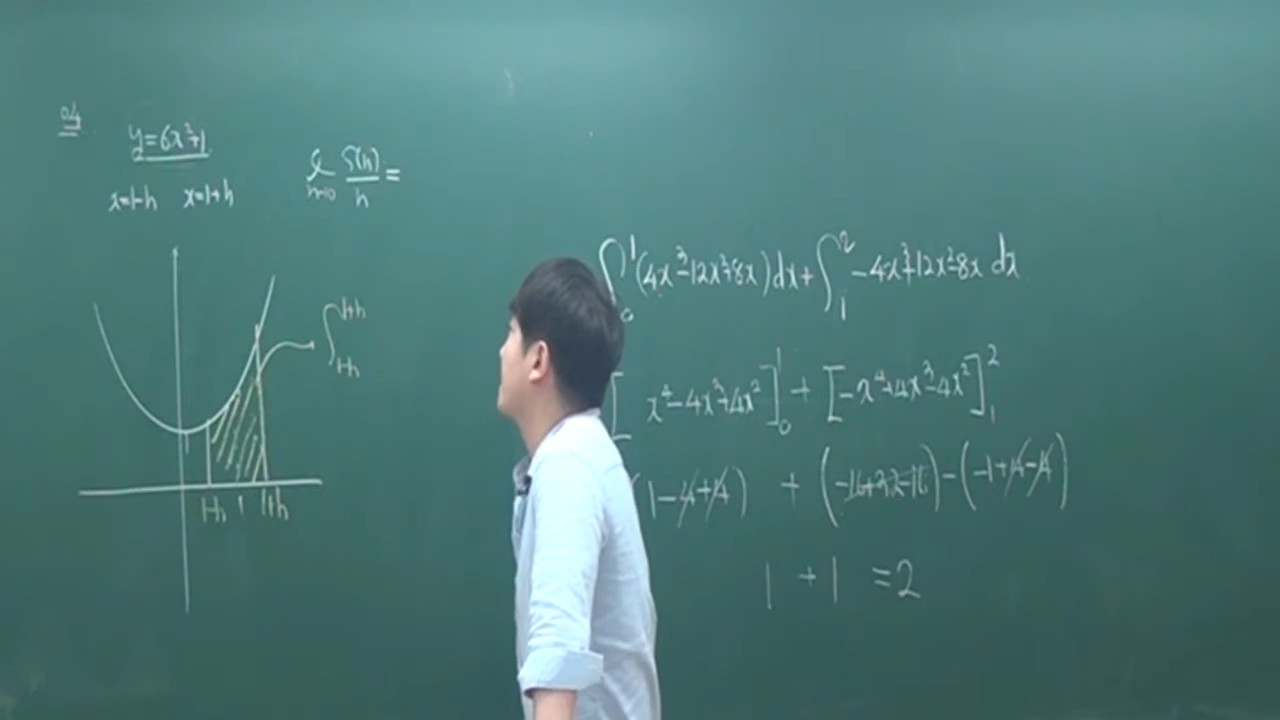 04
y=6x²+1
x=1-h x=1+h
lim h→0 S(h)/h =
∫_{1-h}^{1+h}
1-h 1 1+h
∫₀¹(4x³-12x²+8x)dx+∫₁²-4x³+12x²-8x dx
[x⁴-4x³+4x²]₀¹+[-x⁴+4x³-4x²]₁²
(1-4+4) + (-16+32-16)-(-1+4-4)
1 + 1 = 2